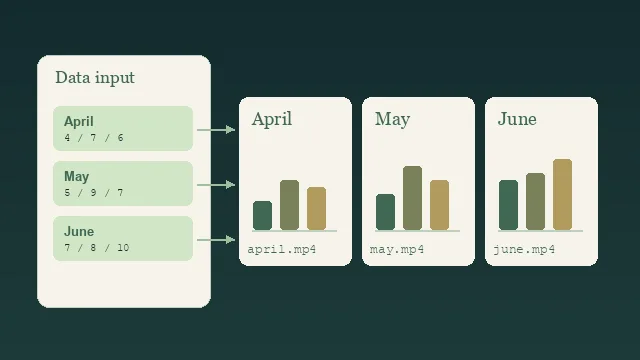 Data input
April
4 / 7 / 6
May
5 / 9 / 7
June
7 / 8 / 10
April
april.mp4
May
may.mp4
June
june.mp4